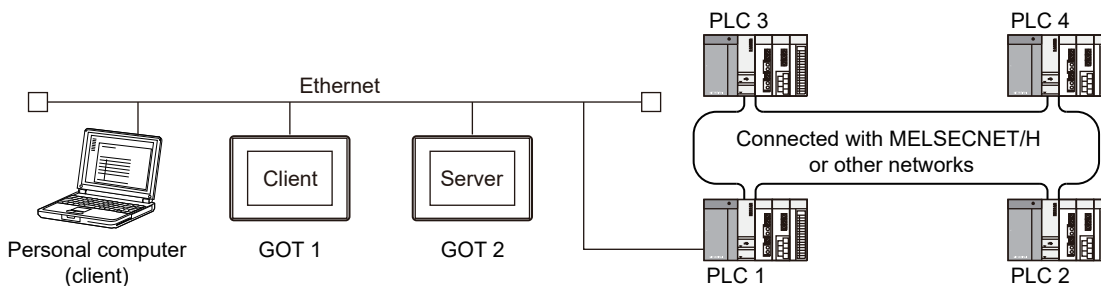 PLC 3
PLC 4
Ethernet
Connected with MELSECNET/H
or other networks
Client
Server
Personal computer
(client)
GOT 1
GOT 2
PLC 1
PLC 2